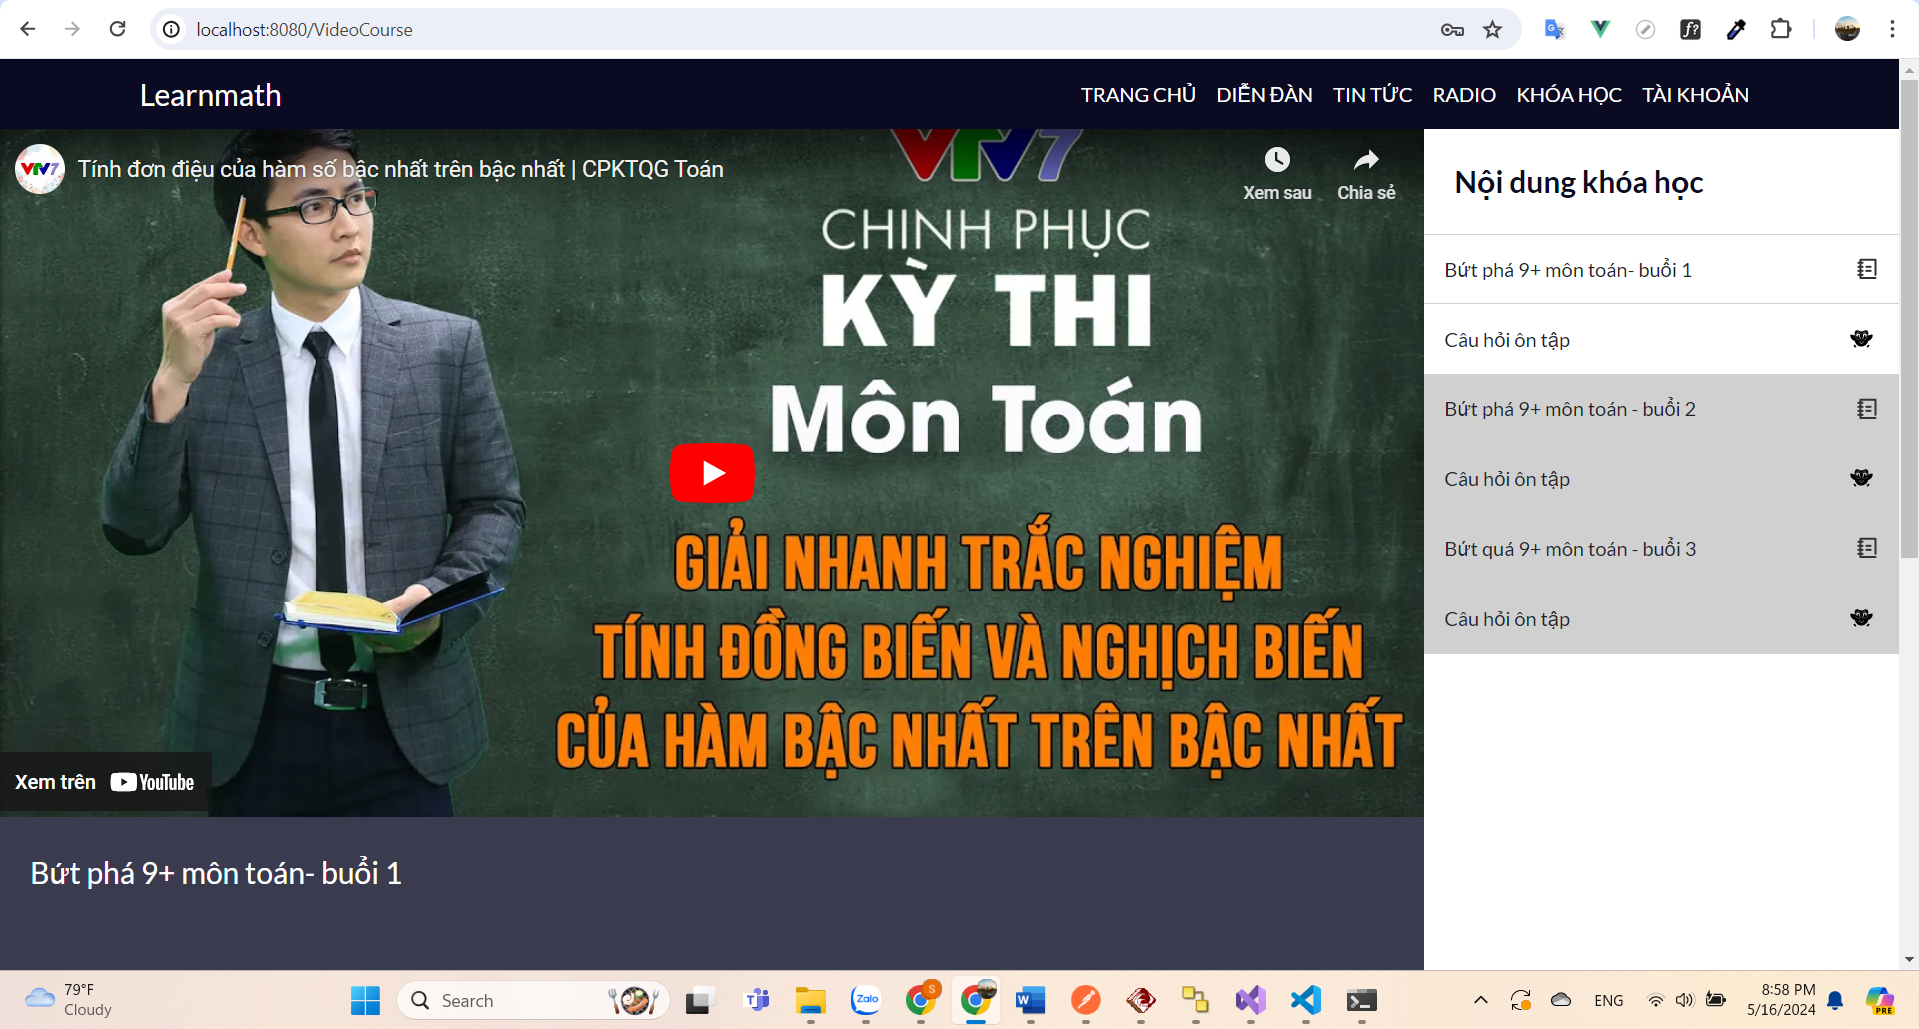 localhost:8080/VideoCourse
Learnmath
TRANG CHỦ DIỄN ĐÀN TIN TỨC RADIO KHÓA HỌC TÀI KHOẢN
VTV7
Tính đơn điệu của hàm số bậc nhất trên bậc nhất | CPKTQG Toán
VTV7
Xem sau
Chia sẻ
CHINH PHỤC
KỲ THI
Môn Toán
GIẢI NHANH TRẮC NGHIỆM
TÍNH ĐỒNG BIẾN VÀ NGHỊCH BIẾN
CỦA HÀM BẬC NHẤT TRÊN BẬC NHẤT
Xem trên YouTube
Bứt phá 9+ môn toán- buổi 1
Nội dung khóa học
Bứt phá 9+ môn toán- buổi 1
Câu hỏi ôn tập
Bứt phá 9+ môn toán - buổi 2
Câu hỏi ôn tập
Bứt quá 9+ môn toán - buổi 3
Câu hỏi ôn tập
79°F
Cloudy
Search
Zalo
S
ENG
8:58 PM
5/16/2024
PRE